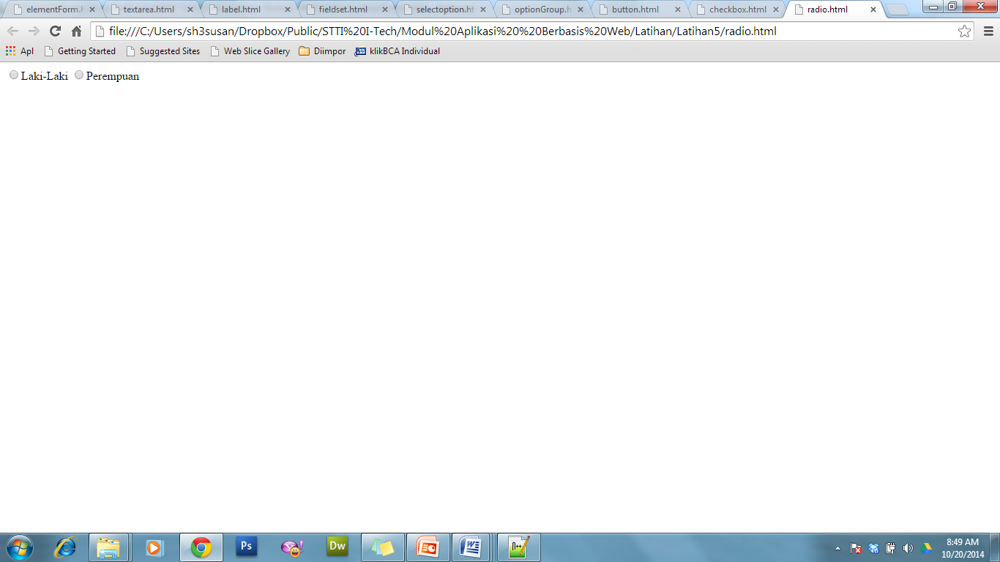 elementForm.h textarea.html label.html fieldset.html selectoption.ht optionGroup.h button.html checkbox.html radio.html
file:///C:/Users/sh3susan/Dropbox/Public/STTI%20I-Tech/Modul%20Aplikasi%20%20Berbasis%20Web/Latihan/Latihan5/radio.html
Apl Getting Started Suggested Sites Web Slice Gallery Diimpor klikBCA Individual
Laki-Laki Perempuan
Ps Dw N++
8:49 AM
10/20/2014